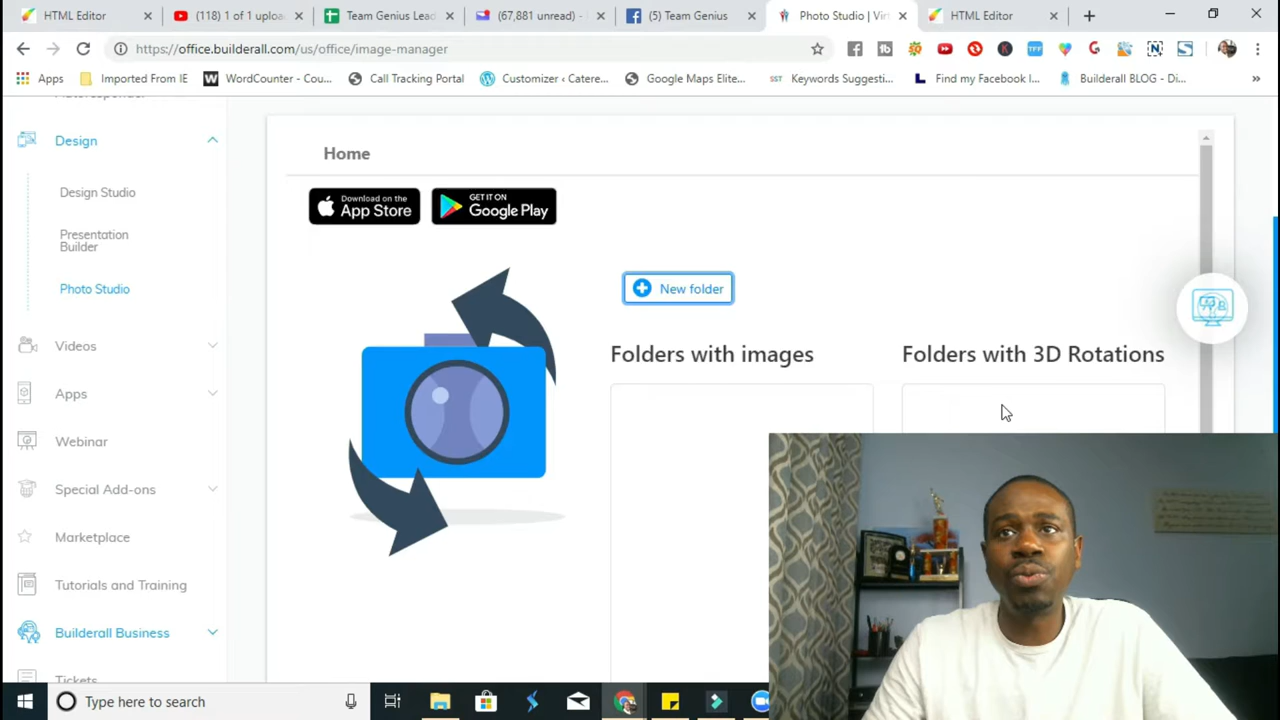 HTML Editor
(118) 1 of 1 uploa
Team Genius Lead
(67,881 unread) -
(5) Team Genius
Photo Studio | Virt
HTML Editor
https://office.builderall.com/us/office/image-manager
Apps
Imported From IE
WordCounter - Cou...
Call Tracking Portal
Customizer ‹ Catere...
Google Maps Elite...
SST
Keywords Suggesti...
Find my Facebook I...
Builderall BLOG - Di...
»
Design
Design Studio
Presentation
Builder
Photo Studio
Videos
Apps
Webinar
Special Add-ons
Marketplace
Tutorials and Training
Builderall Business
Tickets
Home
Download on the
App Store
GET IT ON
Google Play
New folder
Folders with images
Folders with 3D Rotations
Type here to search